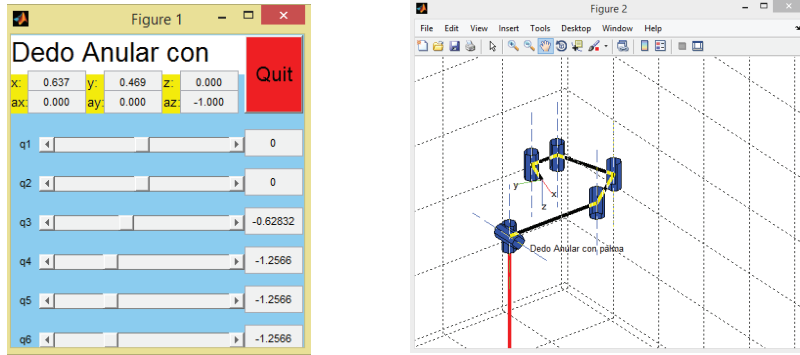 Figure 1
Dedo Anular con
Quit
x: 0.637 y: 0.469 z: 0.000
ax: 0.000 ay: 0.000 az: -1.000
q1 0
q2 0
q3 -0.62832
q4 -1.2566
q5 -1.2566
q6 -1.2566
Figure 2
File Edit View Insert Tools Desktop Window Help
y
x
z
Dedo Anular con palma